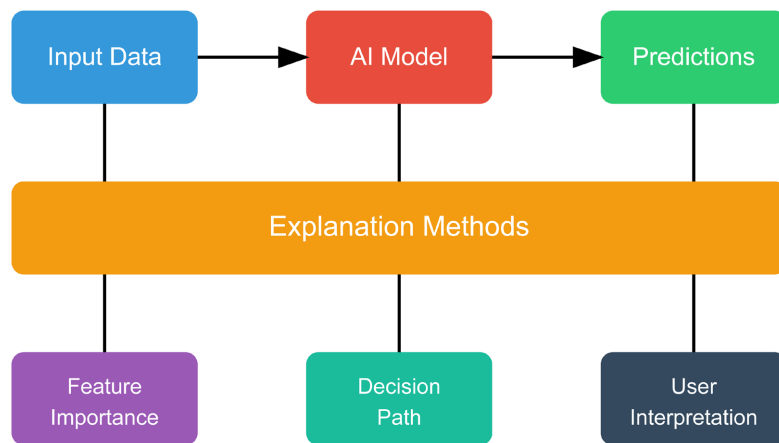 Input Data
AI Model
Predictions
Explanation Methods
Feature
Importance
Decision
Path
User
Interpretation